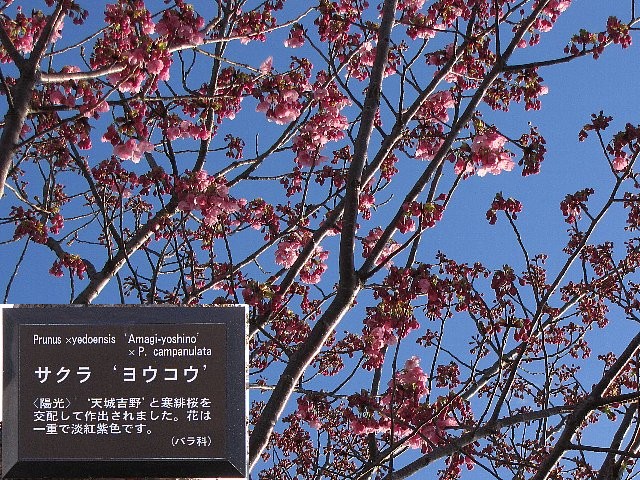 Prunus ×yedoensis 'Amagi-yoshino'
×P. campanulata
サクラ 'ヨウコウ'
〈陽光〉 '天城吉野'と寒緋桜を
交配して作出されました。花は
一重で淡紅紫色です。
(バラ科)